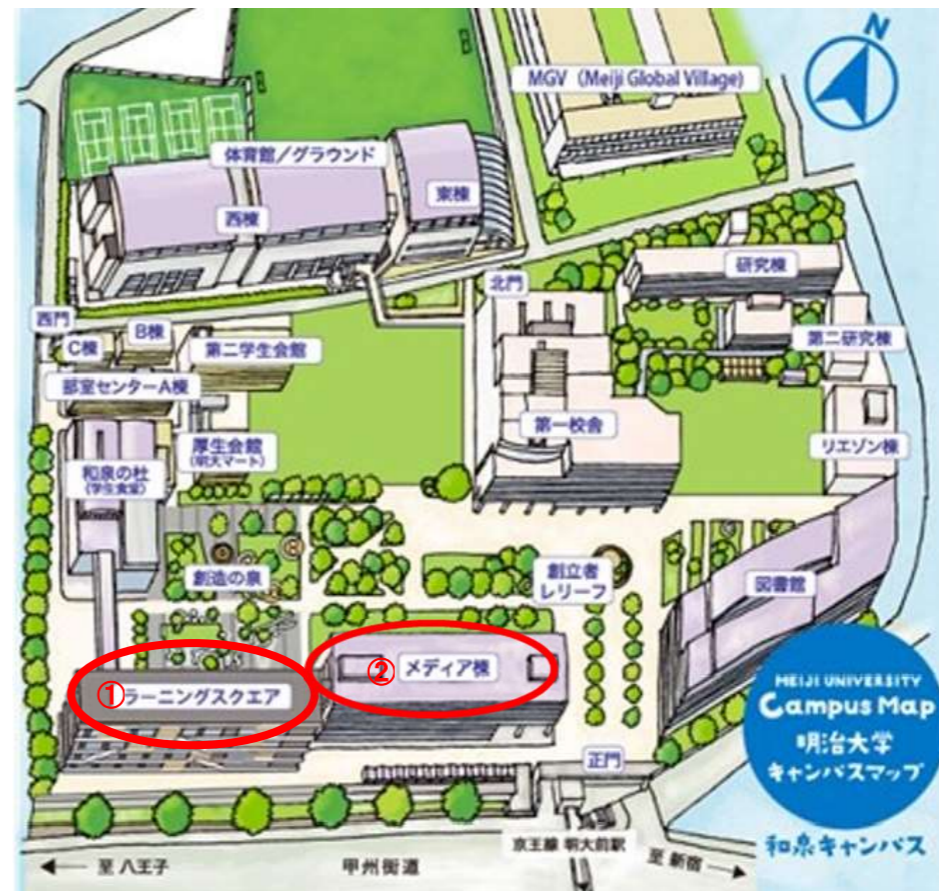 N
MGV (Meiji Global Village)
体育館/グラウンド
東棟
西棟
北門
研究棟
西門
B棟
C棟
第二学生会館
第二研究棟
部室センターA棟
厚生会館
(明大マート)
第一校舎
リエゾン棟
和泉の杜
(学生食堂)
創造の泉
創立者
レリーフ
図書館
② メディア棟
① ラーニングスクエア
MEIJI UNIVERSITY
Campus Map
明治大学
キャンパスマップ
正門
和泉キャンパス
京王線 明大前駅
至 新宿
至 八王子
甲州街道